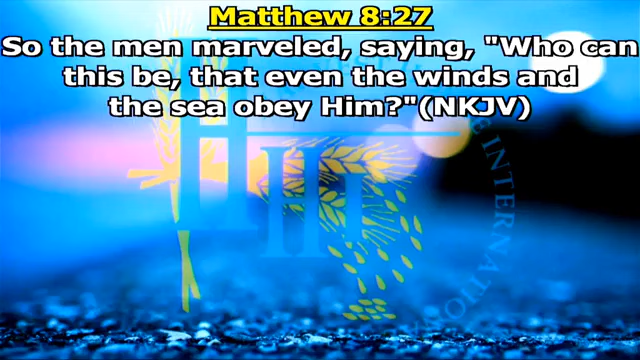 Matthew 8:27
So the men marveled, saying, "Who can
this be, that even the winds and
the sea obey Him?"(NKJV)